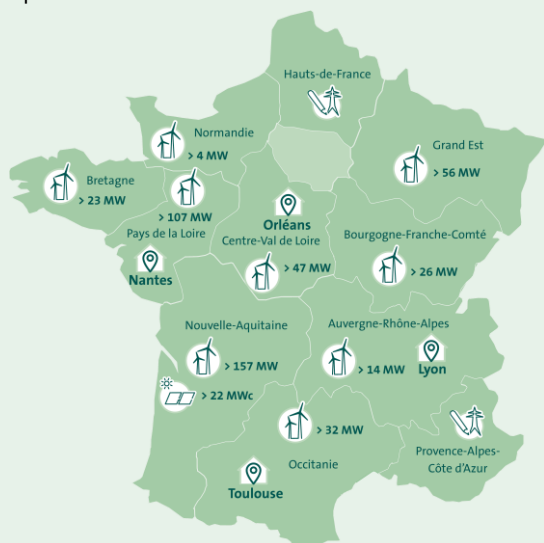 Hauts-de-France
Normandie
> 4 MW
Grand Est
> 56 MW
Bretagne
> 23 MW
> 107 MW
Pays de la Loire
Orléans
Centre-Val de Loire
> 47 MW
Bourgogne-Franche-Comté
> 26 MW
Nantes
Nouvelle-Aquitaine
> 157 MW
> 22 MWc
Auvergne-Rhône-Alpes
> 14 MW
Lyon
> 32 MW
Occitanie
Toulouse
Provence-Alpes-
Côte d'Azur